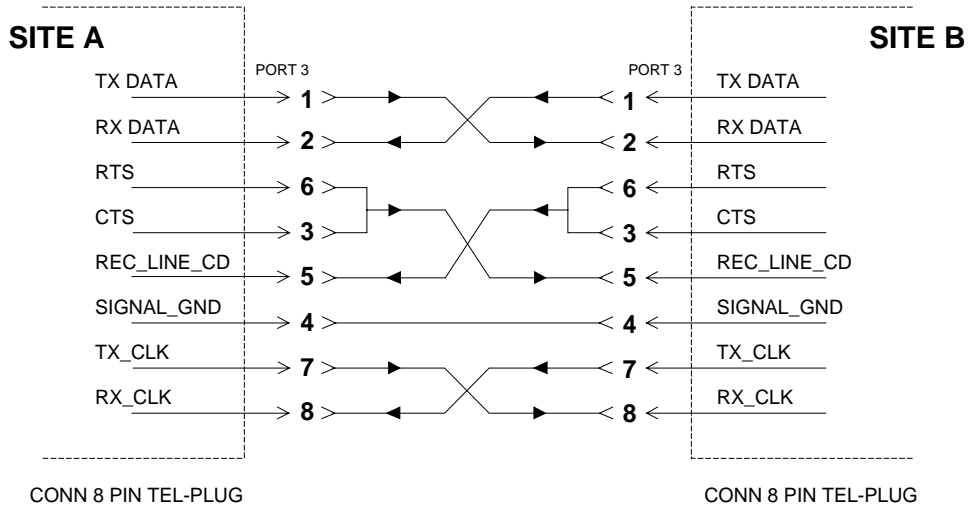 SITE A
SITE B
PORT 3
PORT 3
TX DATA
1
1
TX DATA
RX DATA
2
2
RX DATA
RTS
6
6
RTS
CTS
3
3
CTS
REC_LINE_CD
5
5
REC_LINE_CD
SIGNAL_GND
4
4
SIGNAL_GND
TX_CLK
7
7
TX_CLK
RX_CLK
8
8
RX_CLK
CONN 8 PIN TEL-PLUG
CONN 8 PIN TEL-PLUG